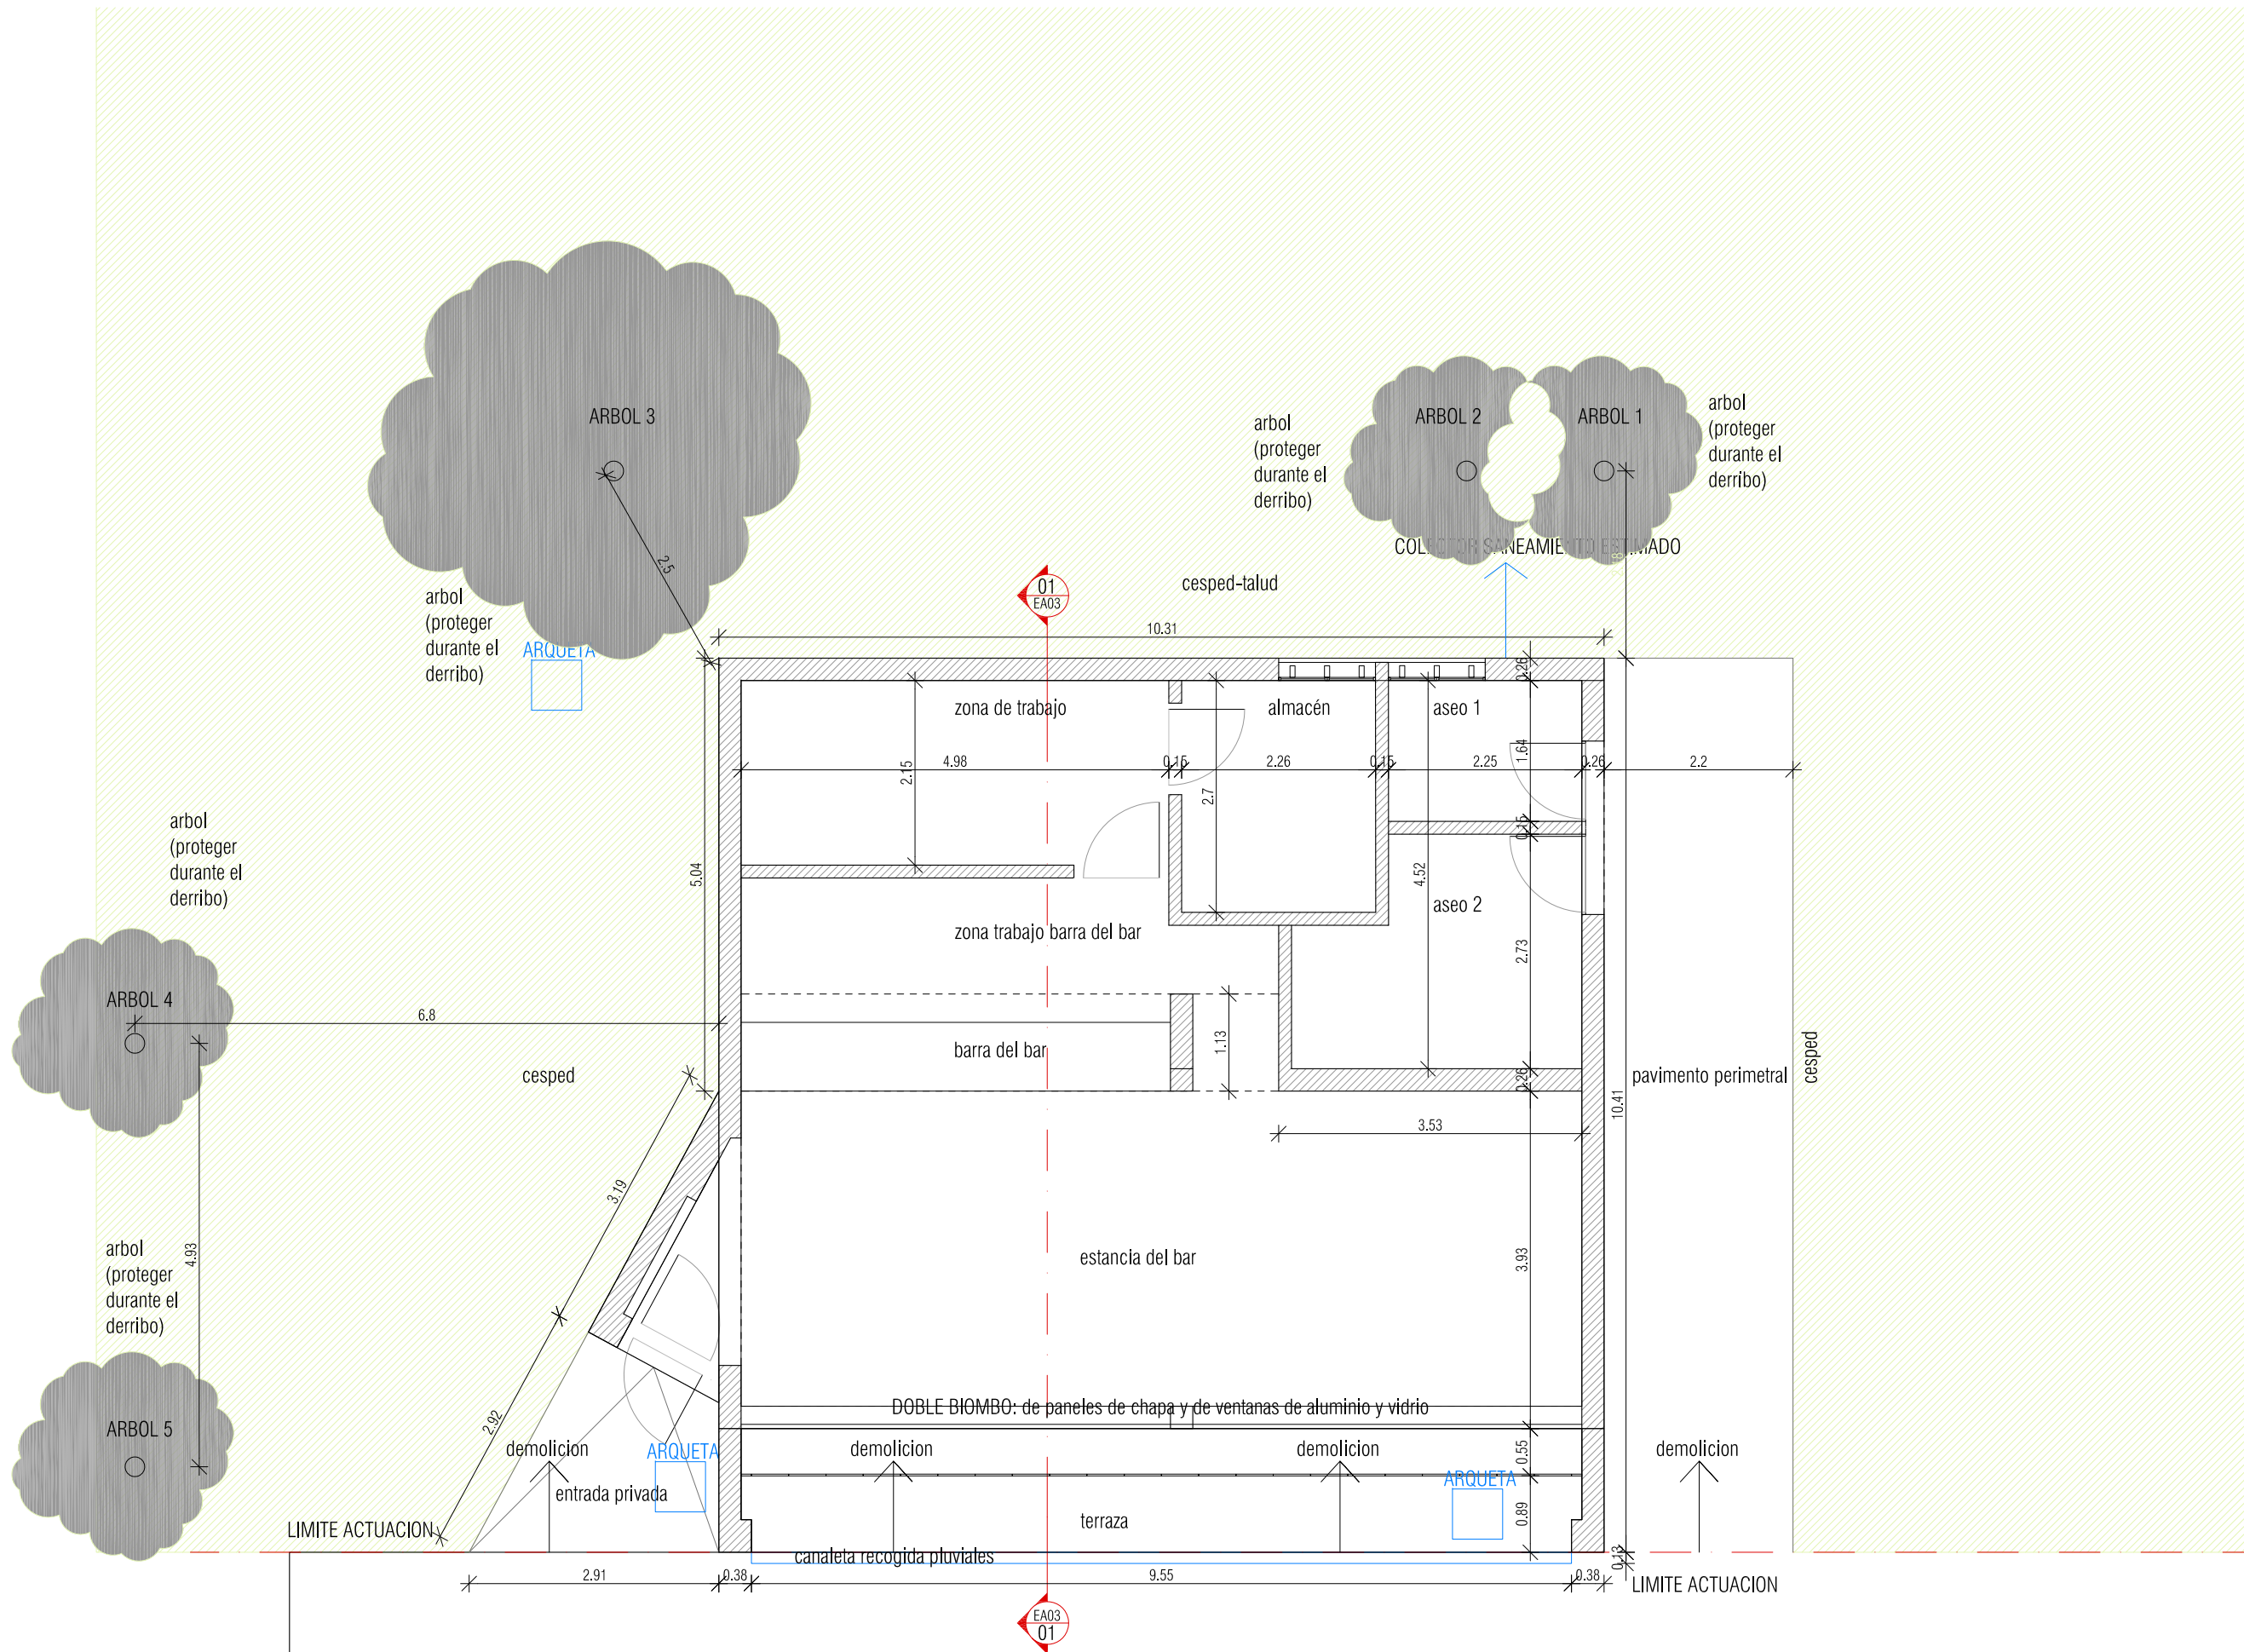 ARBOL 3
ARBOL 2
ARBOL 1
arbol
(proteger
durante el
derribo)
arbol
(proteger
durante el
derribo)
COLECTOR SANEAMIENTO ESTIMADO
2.5
01
EA03
cesped-talud
arbol
(proteger
durante el
derribo)
ARQUETA
10.31
0.26
zona de trabajo
almacén
aseo 1
4.98
0.15
2.26
0.15
2.25
0.26
2.2
2.15
2.7
1.64
0.15
4.52
5.04
arbol
(proteger
durante el
derribo)
aseo 2
zona trabajo barra del bar
2.73
ARBOL 4
6.8
barra del bar
1.13
cesped
0.26
pavimento perimetral
cesped
10.41
3.53
3.19
arbol
(proteger
durante el
derribo)
4.93
estancia del bar
3.93
DOBLE BIOMBO: de paneles de chapa y de ventanas de aluminio y vidrio
ARBOL 5
2.92
demolicion
ARQUETA
demolicion
demolicion
0.55
demolicion
ARQUETA
entrada privada
0.89
terraza
LIMITE ACTUACION
canaleta recogida pluviales
0.13
2.91
0.38
9.55
0.38
LIMITE ACTUACION
EA03
01